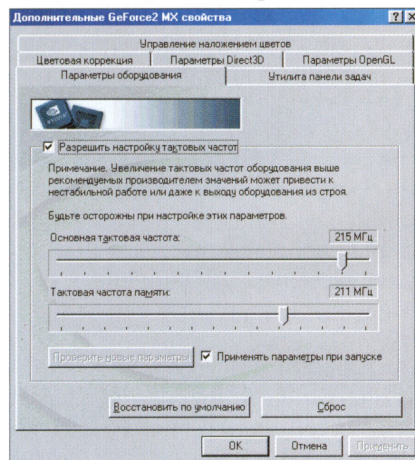 Дополнительные GeForce2 MX свойства
Управление наложением цветов
Цветовая коррекция
Параметры Direct3D
Параметры OpenGL
Параметры оборудования
Утилита панели задач
Разрешить настройку тактовых частот
Примечание. Увеличение тактовых частот оборудования выше
рекомендуемых производителем значений может привести к
нестабильной работе или даже к выходу оборудования из строя.
Будьте осторожны при настройке этих параметров.
Основная тактовая частота:
215 МГц
Тактовая частота памяти:
211 МГц
Проверить новые параметры
Применять параметры при запуске
Восстановить по умолчанию
Сброс
OK
Отмена
Применить